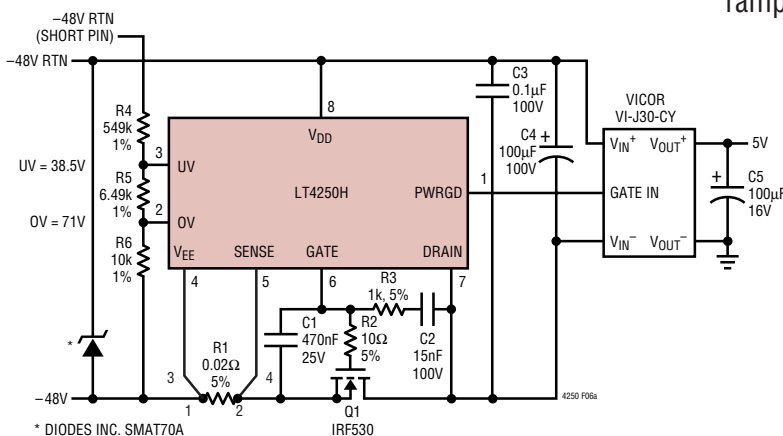 ramp
–48V RTN
(SHORT PIN)
–48V RTN
R4
549k
1%
UV = 38.5V
R5
6.49k
1%
OV = 71V
R6
10k
1%
8
VDD
3
UV
LT4250H
PWRGD
1
2
OV
VEE
SENSE
GATE
DRAIN
4
5
6
7
C3
0.1µF
100V
C4
100µF
100V
+
VICOR
VI-J30-CY
VIN+
VOUT+
5V
GATE IN
+
C5
100µF
16V
VIN–
VOUT–
R3
1k, 5%
C1
470nF
25V
R2
10Ω
5%
C2
15nF
100V
*
R1
0.02Ω
5%
3
4
1
2
–48V
Q1
IRF530
4250 F06a
* DIODES INC. SMAT70A